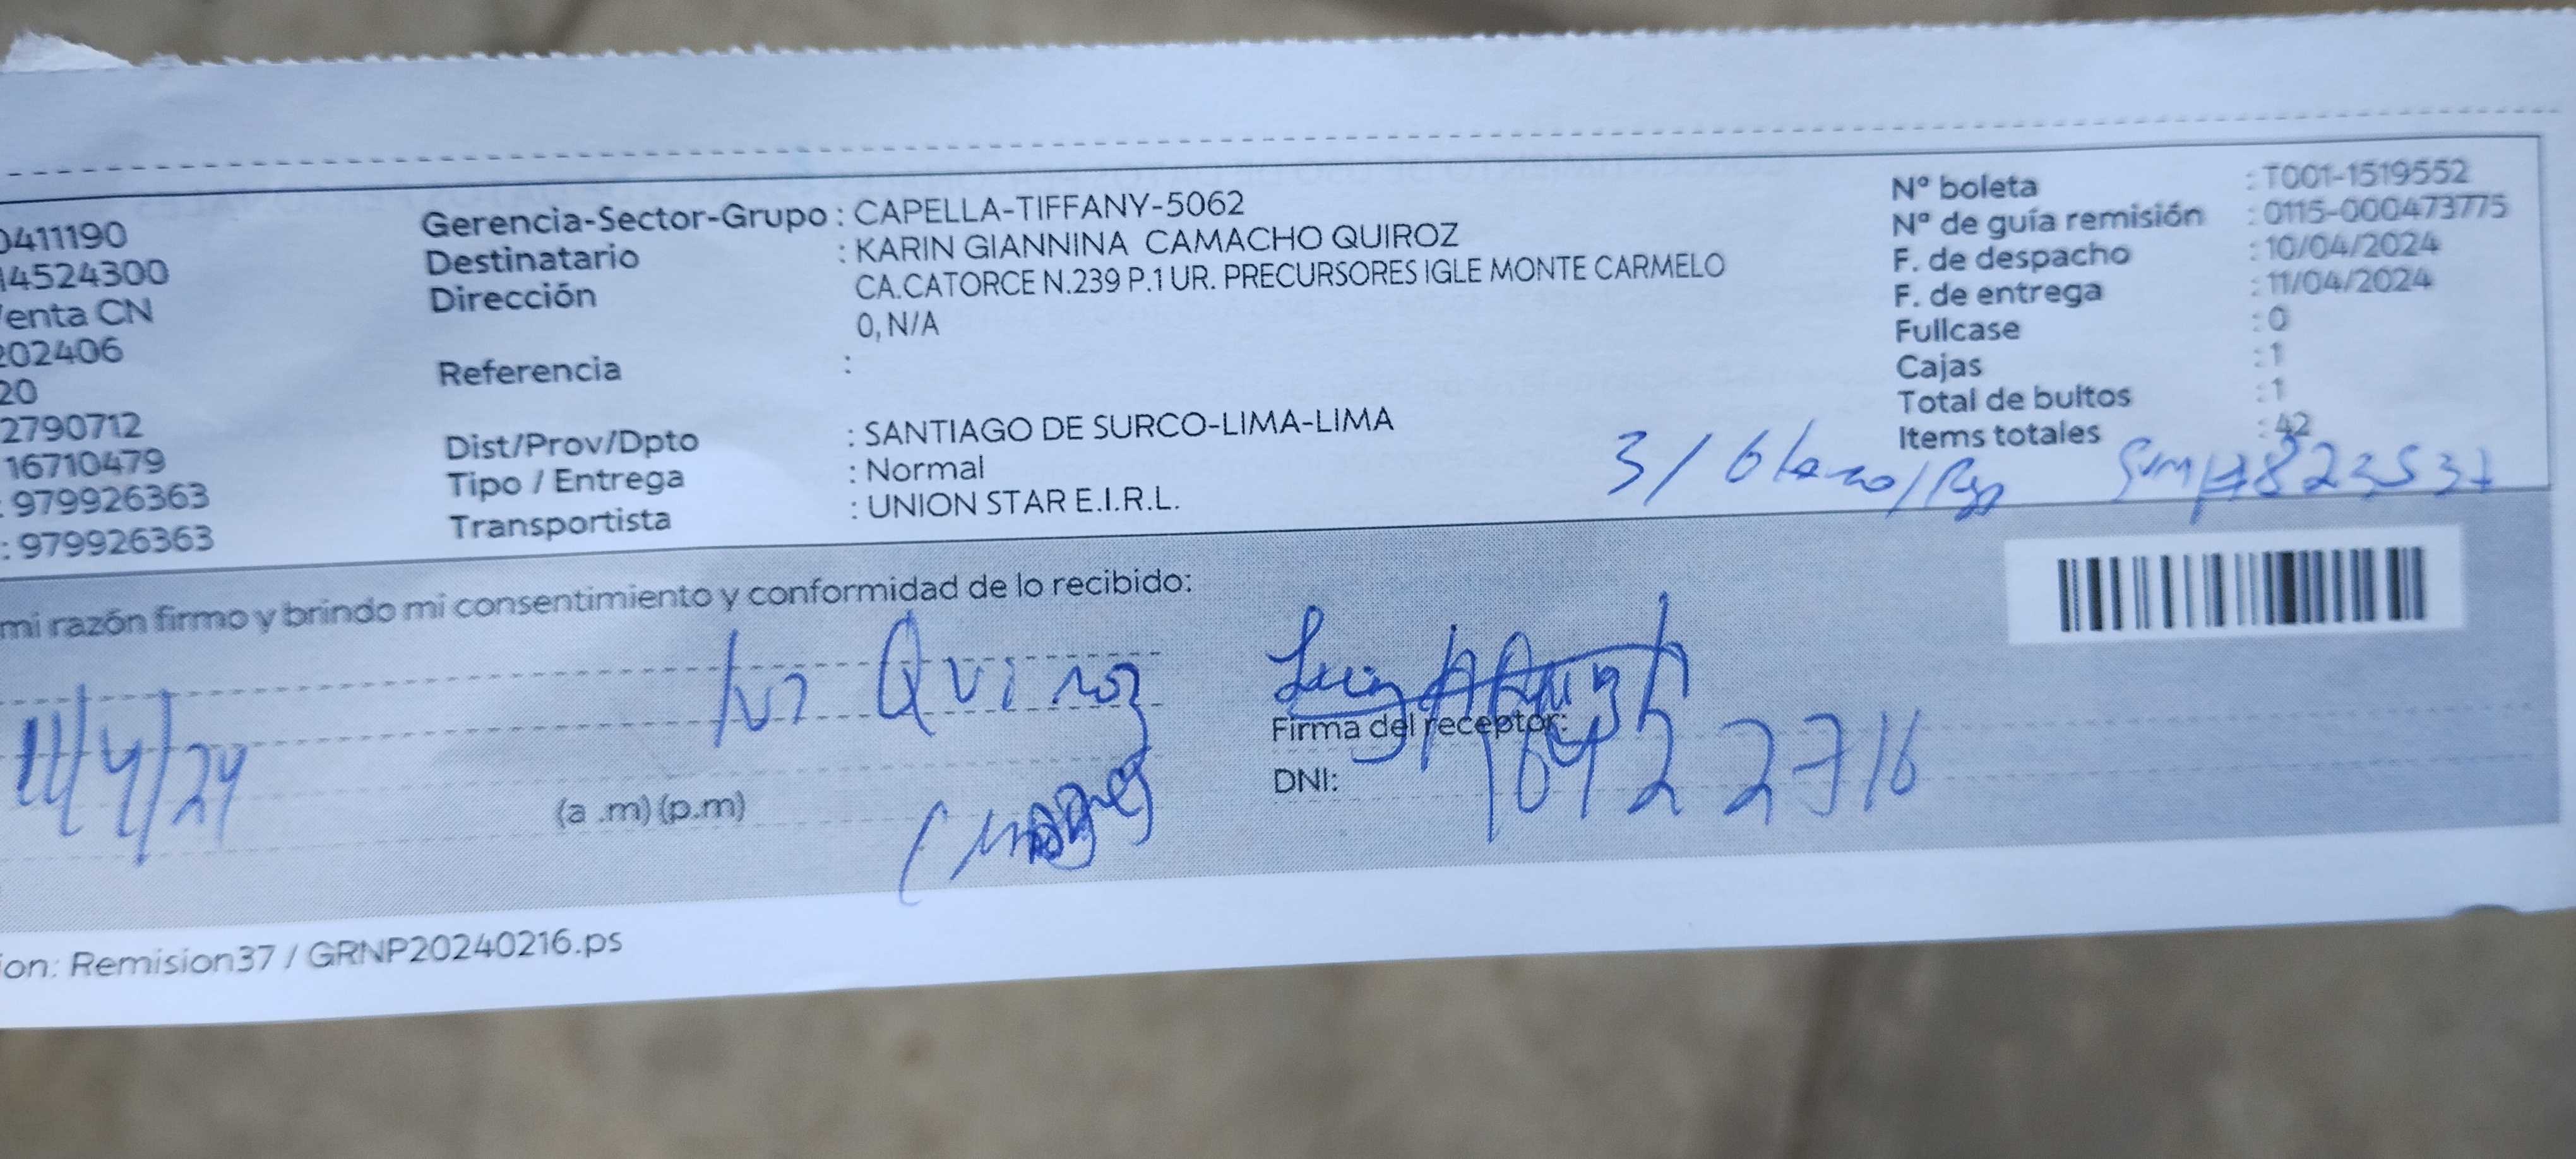 0411190
14524300
Venta CN
202406
20
2790712
16710479
: 979926363
: 979926363
Gerencia-Sector-Grupo : CAPELLA-TIFFANY-5062
Destinatario : KARIN GIANNINA CAMACHO QUIROZ
Dirección CA.CATORCE N.239 P.1 UR. PRECURSORES IGLE MONTE CARMELO
0, N/A
Referencia :
Dist/Prov/Dpto : SANTIAGO DE SURCO-LIMA-LIMA
Tipo / Entrega : Normal
Transportista : UNION STAR E.I.R.L.
N° boleta : T001-1519552
N° de guía remisión : 0115-000473775
F. de despacho : 10/04/2024
F. de entrega : 11/04/2024
Fullcase : 0
Cajas : 1
Total de bultos : 1
Items totales : 42
3 / blanco /
823537
mi razón firmo y brindo mi consentimiento y conformidad de lo recibido:
Quiroz
Firma del receptor:
11/4/24
(a .m) (p.m)
DNI:
ion: Remision37 / GRNP20240216.ps